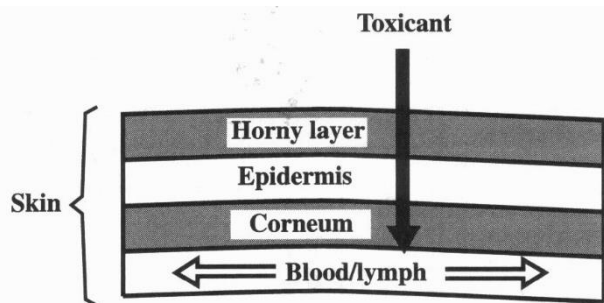 Toxicant
Horny layer
Epidermis
Skin
Corneum
Blood/lymph